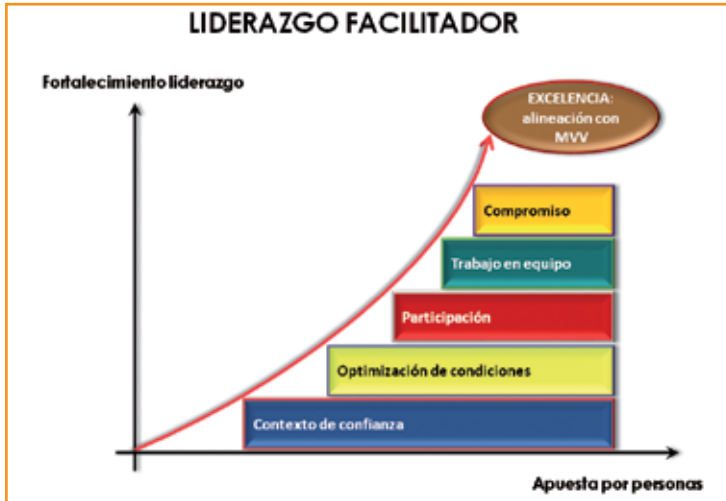 LIDERAZGO FACILITADOR
Fortalecimiento liderazgo
EXCELENCIA:
alineación con
MVV
Compromiso
Trabajo en equipo
Participación
Optimización de condiciones
Contexto de confianza
Apuesta por personas